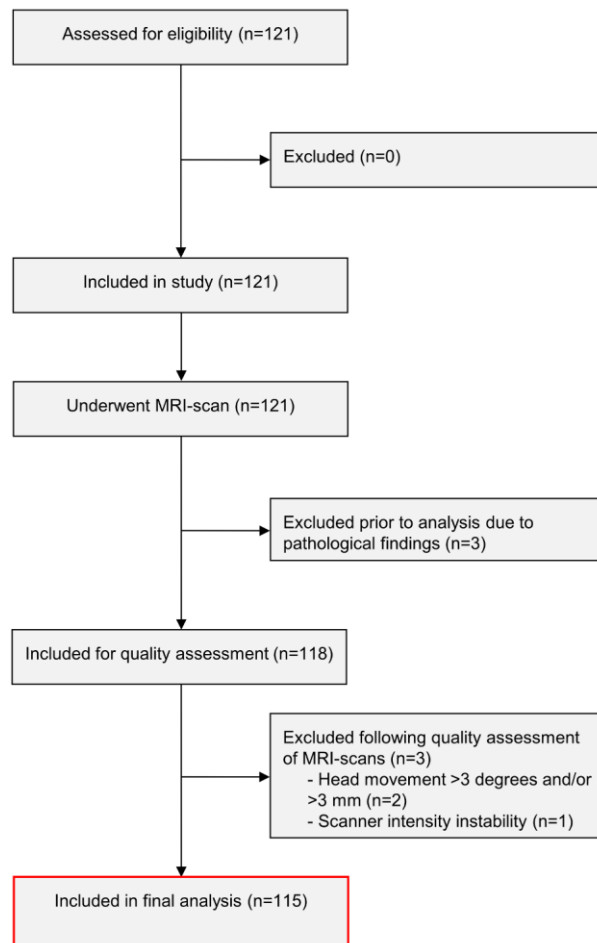 Assessed for eligibility (n=121)
Excluded (n=0)
Included in study (n=121)
Underwent MRI-scan (n=121)
Excluded prior to analysis due to
pathological findings (n=3)
Included for quality assessment (n=118)
Excluded following quality assessment
of MRI-scans (n=3)
- Head movement >3 degrees and/or
>3 mm (n=2)
- Scanner intensity instability (n=1)
Included in final analysis (n=115)